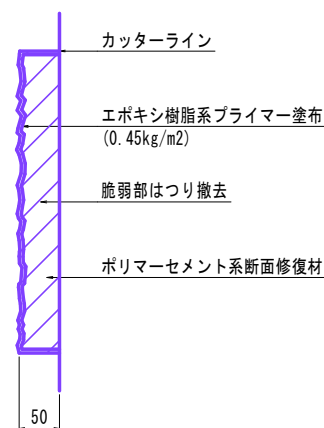 カッターライン
エポキシ樹脂系プライマー塗布
(0.45kg/m2)
脆弱部はつり撤去
ポリマーセメント系断面修復材
50